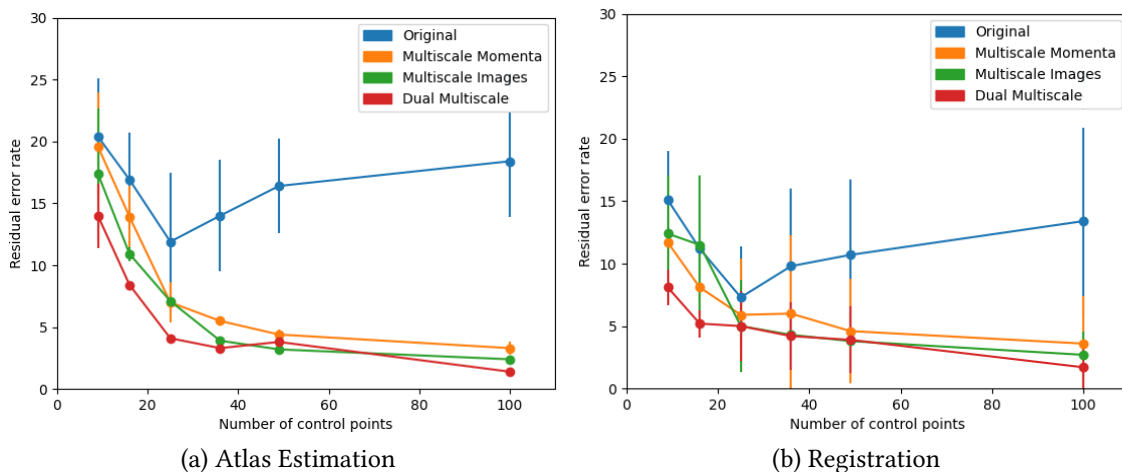 30
25
20
15
10
5
0
Residual error rate
Original
Multiscale Momenta
Multiscale Images
Dual Multiscale
0 20 40 60 80 100
Number of control points
(a) Atlas Estimation
30
25
20
15
10
5
0
Residual error rate
Original
Multiscale Momenta
Multiscale Images
Dual Multiscale
0 20 40 60 80 100
Number of control points
(b) Registration